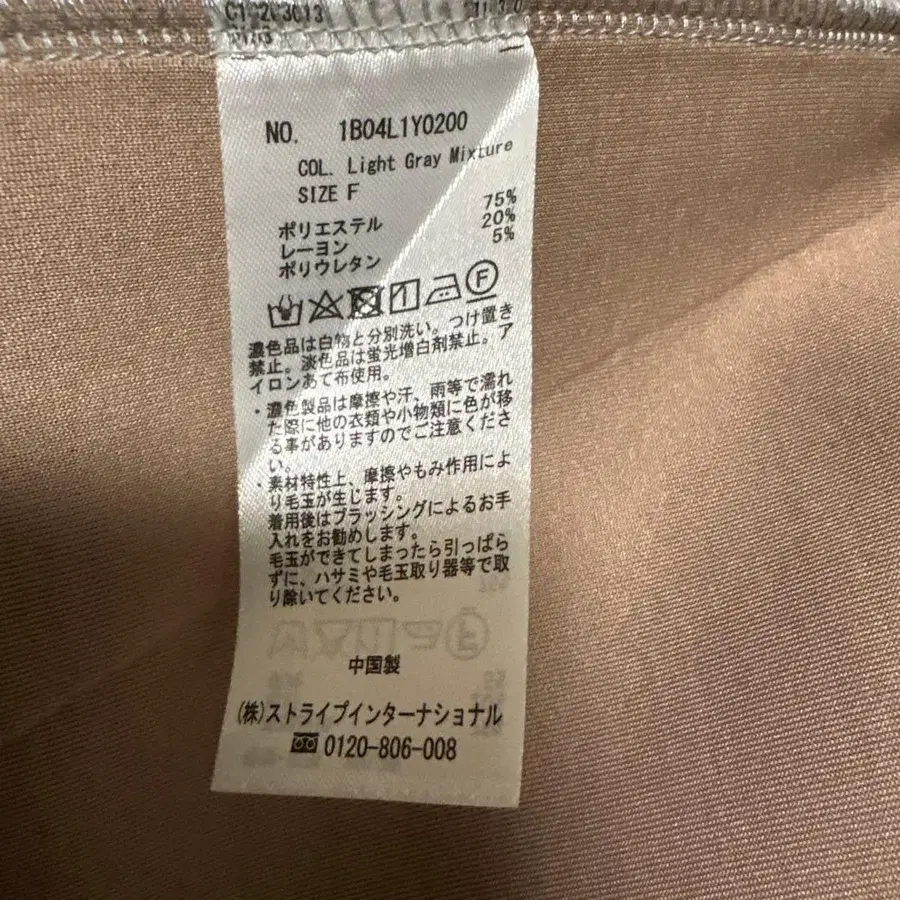 NO. 1B04L1Y0200
COL. Light Gray Mixture
SIZE F
ポリエステル 75%
レーヨン 20%
ポリウレタン 5%
F
濃色品は白物と分別洗い。つけ置き
禁止。淡色品は蛍光増白剤禁止。ア
イロンあて布使用。
・濃色製品は摩擦や汗、雨等で濡れ
た際に他の衣類や小物類に色が移
る事がありますのでご注意くださ
い。
・素材特性上、摩擦やもみ作用によ
り毛玉が生じます。
着用後はブラッシングによるお手
入れをお勧めします。
毛玉ができてしまったら引っぱら
ずに、ハサミや毛玉取り器等で取
り除いてください。
中国製
(株)ストライプインターナショナル
0120-806-008